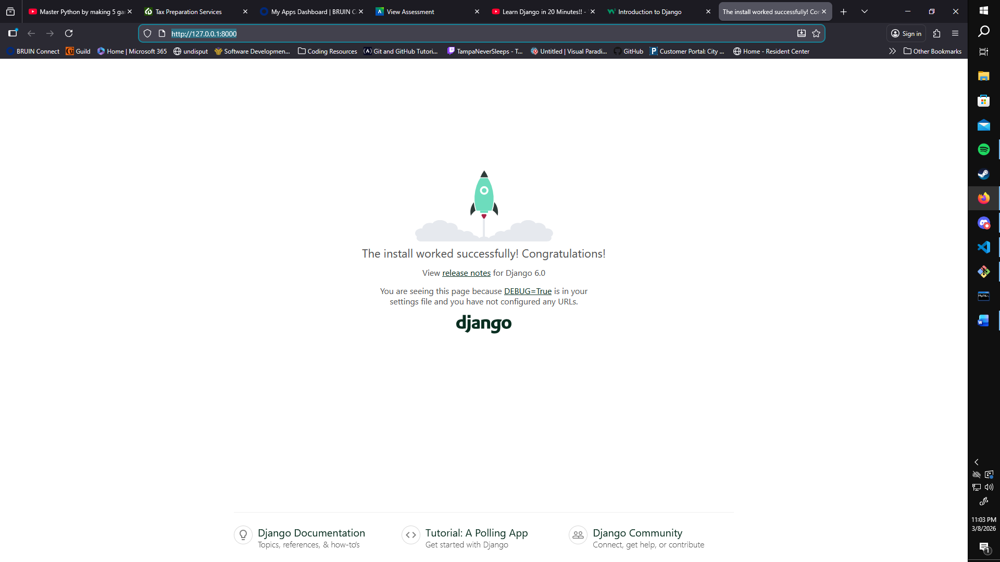 Master Python by making 5 ga
Tax Preparation Services
My Apps Dashboard | BRUIN C
View Assessment
Learn Django in 20 Minutes!! -
Introduction to Django
The install worked successfully! Con
http://127.0.0.1:8000
Sign in
BRUIN Connect
Guild
Home | Microsoft 365
undisput
Software Developmen...
Coding Resources
Git and GitHub Tutori...
TampaNeverSleeps - T...
Untitled | Visual Paradi...
GitHub
Customer Portal: City ...
Home - Resident Center
Other Bookmarks
The install worked successfully! Congratulations!
View release notes for Django 6.0
You are seeing this page because DEBUG=True is in your
settings file and you have not configured any URLs.
django
Django Documentation
Topics, references, & how-to's
Tutorial: A Polling App
Get started with Django
Django Community
Connect, get help, or contribute
11:03 PM
3/8/2026
1